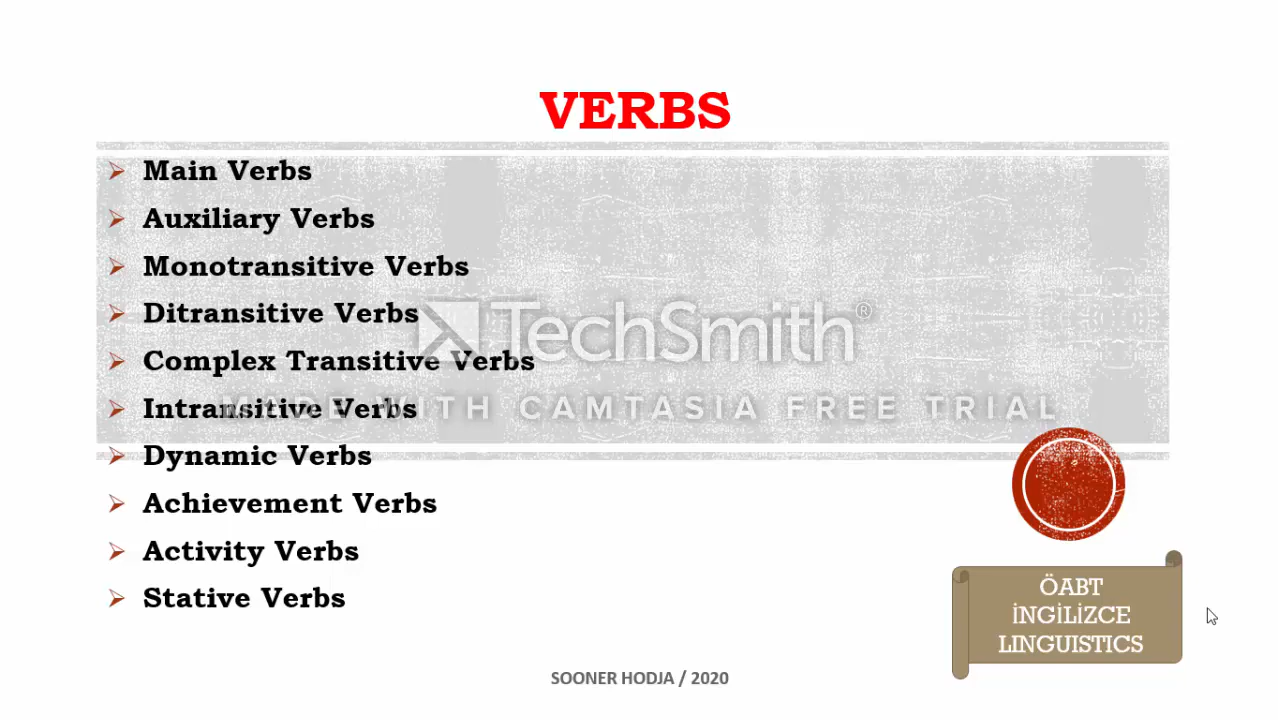 VERBS
Main Verbs
Auxiliary Verbs
Monotransitive Verbs
Ditransitive Verbs
TechSmith®
Complex Transitive Verbs
Intransitive Verbs
MADE WITH CAMTASIA FREE TRIAL
Dynamic Verbs
Achievement Verbs
Activity Verbs
Stative Verbs
ÖABT
İNGİLİZCE
LINGUISTICS
SOONER HODJA / 2020